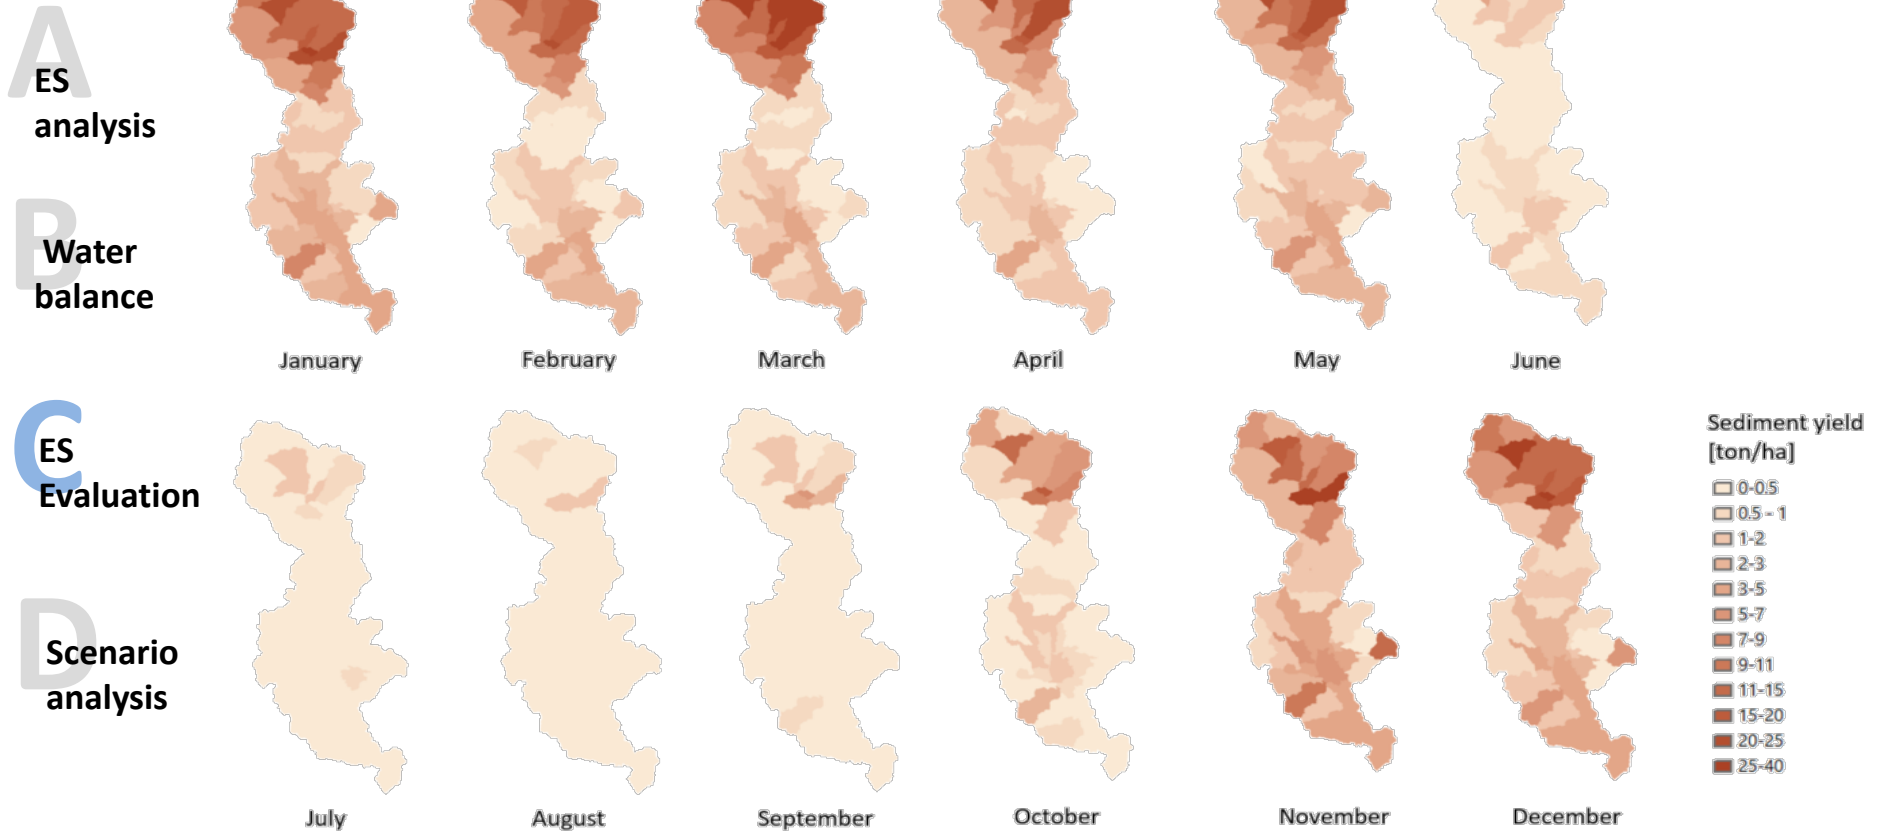 A
ES
analysis
B
Water
balance
January
February
March
April
May
June
C
ES
Evaluation
D
Scenario
analysis
Sediment yield
[ton/ha]
0-0.5
0.5 - 1
1-2
2-3
3-5
5-7
7-9
9-11
11-15
15-20
20-25
25-40
July
August
September
October
November
December